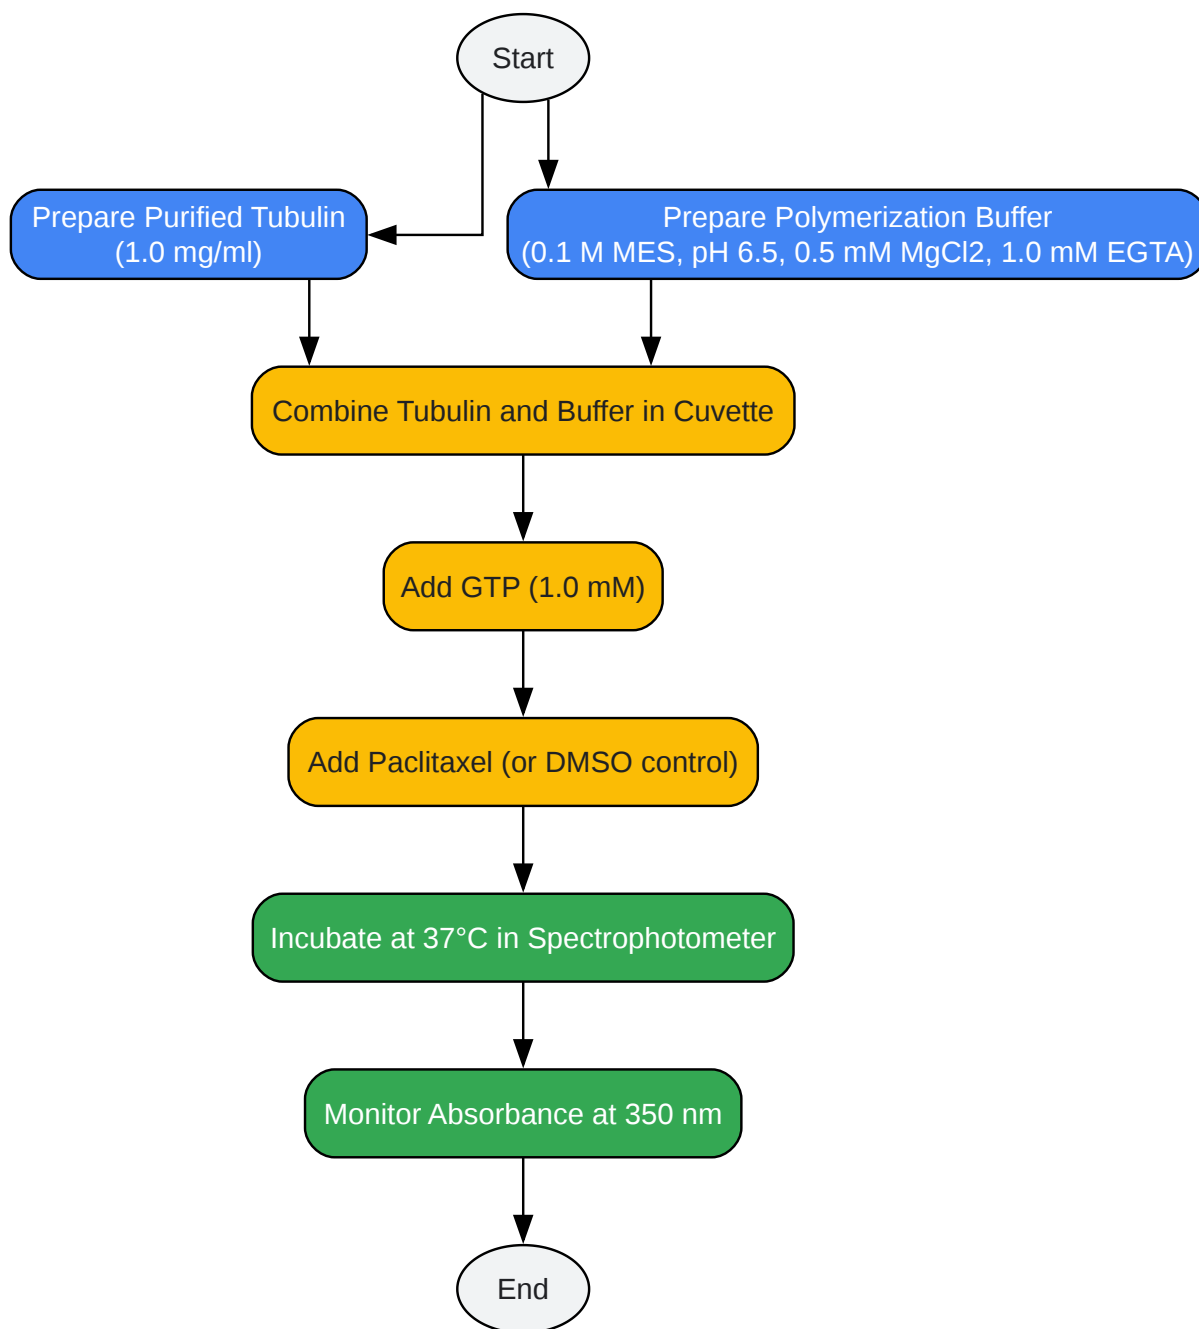 Start
Prepare Purified Tubulin
(1.0 mg/ml)
Prepare Polymerization Buffer
(0.1 M MES, pH 6.5, 0.5 mM MgCl2, 1.0 mM EGTA)
Combine Tubulin and Buffer in Cuvette
Add GTP (1.0 mM)
Add Paclitaxel (or DMSO control)
Incubate at 37°C in Spectrophotometer
Monitor Absorbance at 350 nm
End